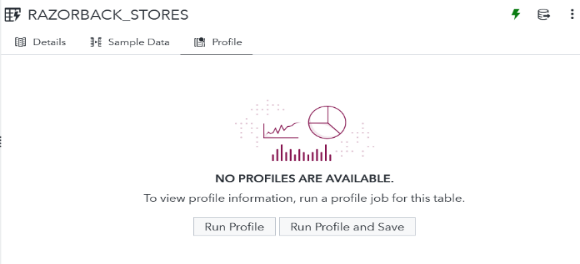 RAZORBACK_STORES
Details Sample Data Profile
NO PROFILES ARE AVAILABLE.
To view profile information, run a profile job for this table.
Run Profile Run Profile and Save